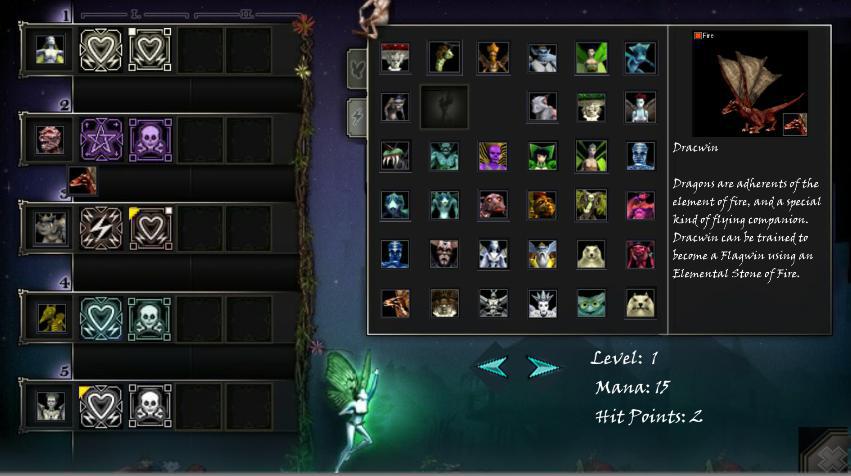 I. II.
1
2
3
4
5
Fire
Dracwin
Dragons are adherents of the
element of fire, and a special
kind of flying companion.
Dracwin can be trained to
become a Flagwin using an
Elemental Stone of Fire.
Level: 1
Mana: 15
Hit Points: 2